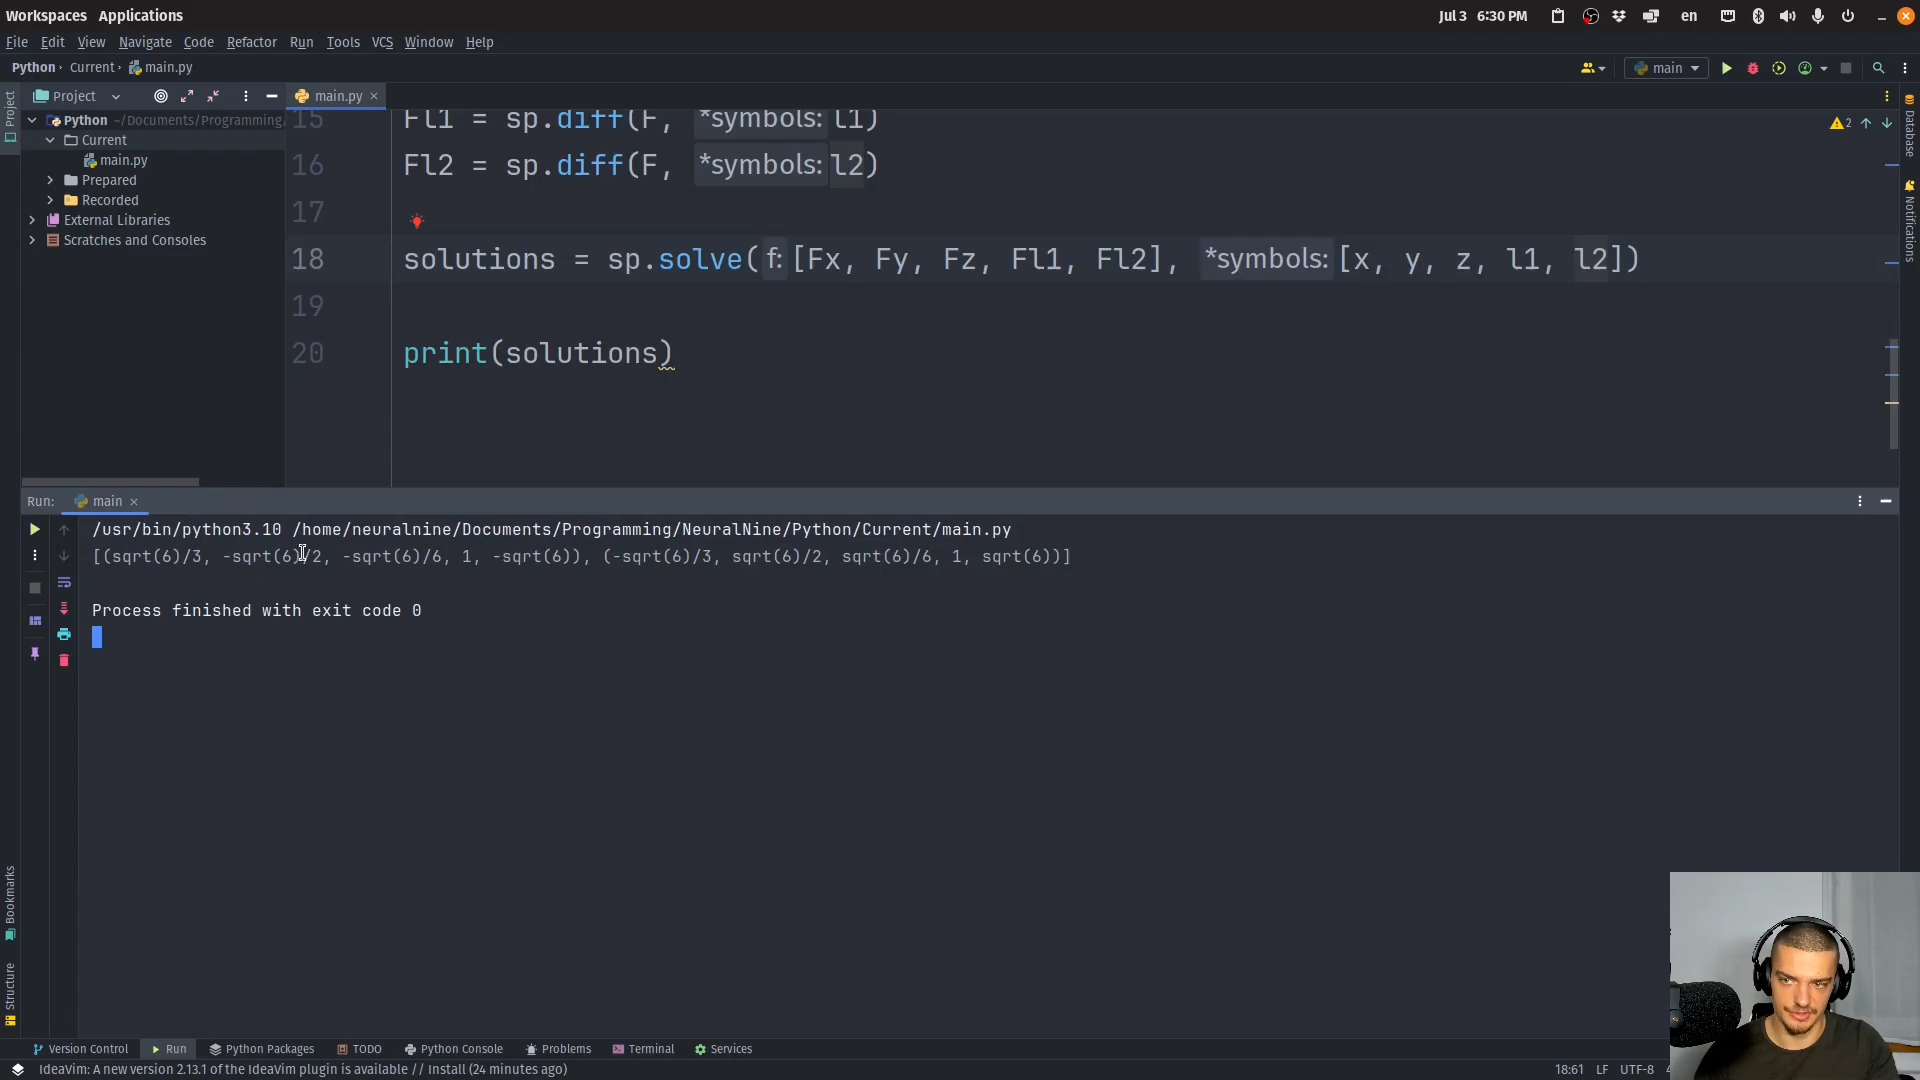 Workspaces Applications Jul 3 6:30 PM en
File Edit View Navigate Code Refactor Run Tools VCS Window Help
Python Current main.py main
Project main.py
Python ~/Documents/Programming/
Current
main.py
Prepared
Recorded
External Libraries
Scratches and Consoles
15 Fl1 = sp.diff(F, *symbols: l1)
16 Fl2 = sp.diff(F, *symbols: l2)
17
18 solutions = sp.solve(f: [Fx, Fy, Fz, Fl1, Fl2], *symbols: [x, y, z, l1, l2])
19
20 print(solutions)
2
Project
Database
Notifications
Run: main
/usr/bin/python3.10 /home/neuralnine/Documents/Programming/NeuralNine/Python/Current/main.py
[(sqrt(6)/3, -sqrt(6)/2, -sqrt(6)/6, 1, -sqrt(6)), (-sqrt(6)/3, sqrt(6)/2, sqrt(6)/6, 1, sqrt(6))]
Process finished with exit code 0
Bookmarks
Structure
Version Control Run Python Packages TODO Python Console Problems Terminal Services
IdeaVim: A new version 2.13.1 of the IdeaVim plugin is available // Install (24 minutes ago) 18:61 LF UTF-8